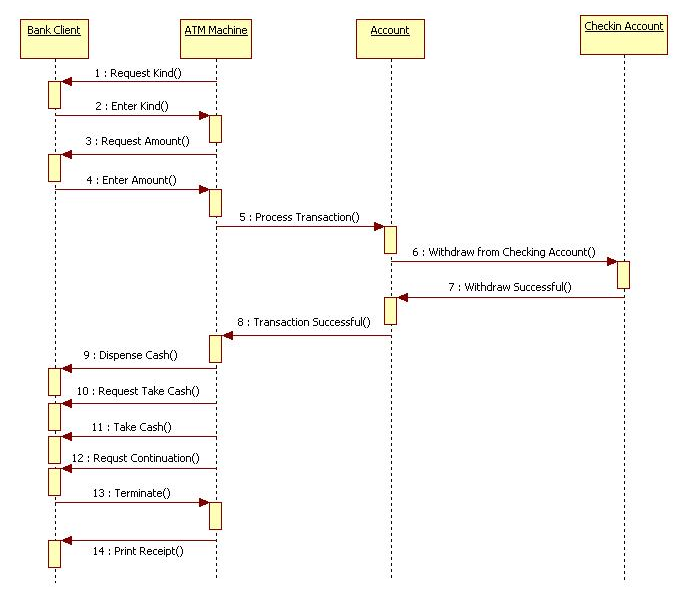 Bank Client
ATM Machine
Account
Checkin Account
1 : Request Kind()
2 : Enter Kind()
3 : Request Amount()
4 : Enter Amount()
5 : Process Transaction()
6 : Withdraw from Checking Account()
7 : Withdraw Successful()
8 : Transaction Successful()
9 : Dispense Cash()
10 : Request Take Cash()
11 : Take Cash()
12 : Requst Continuation()
13 : Terminate()
14 : Print Receipt()